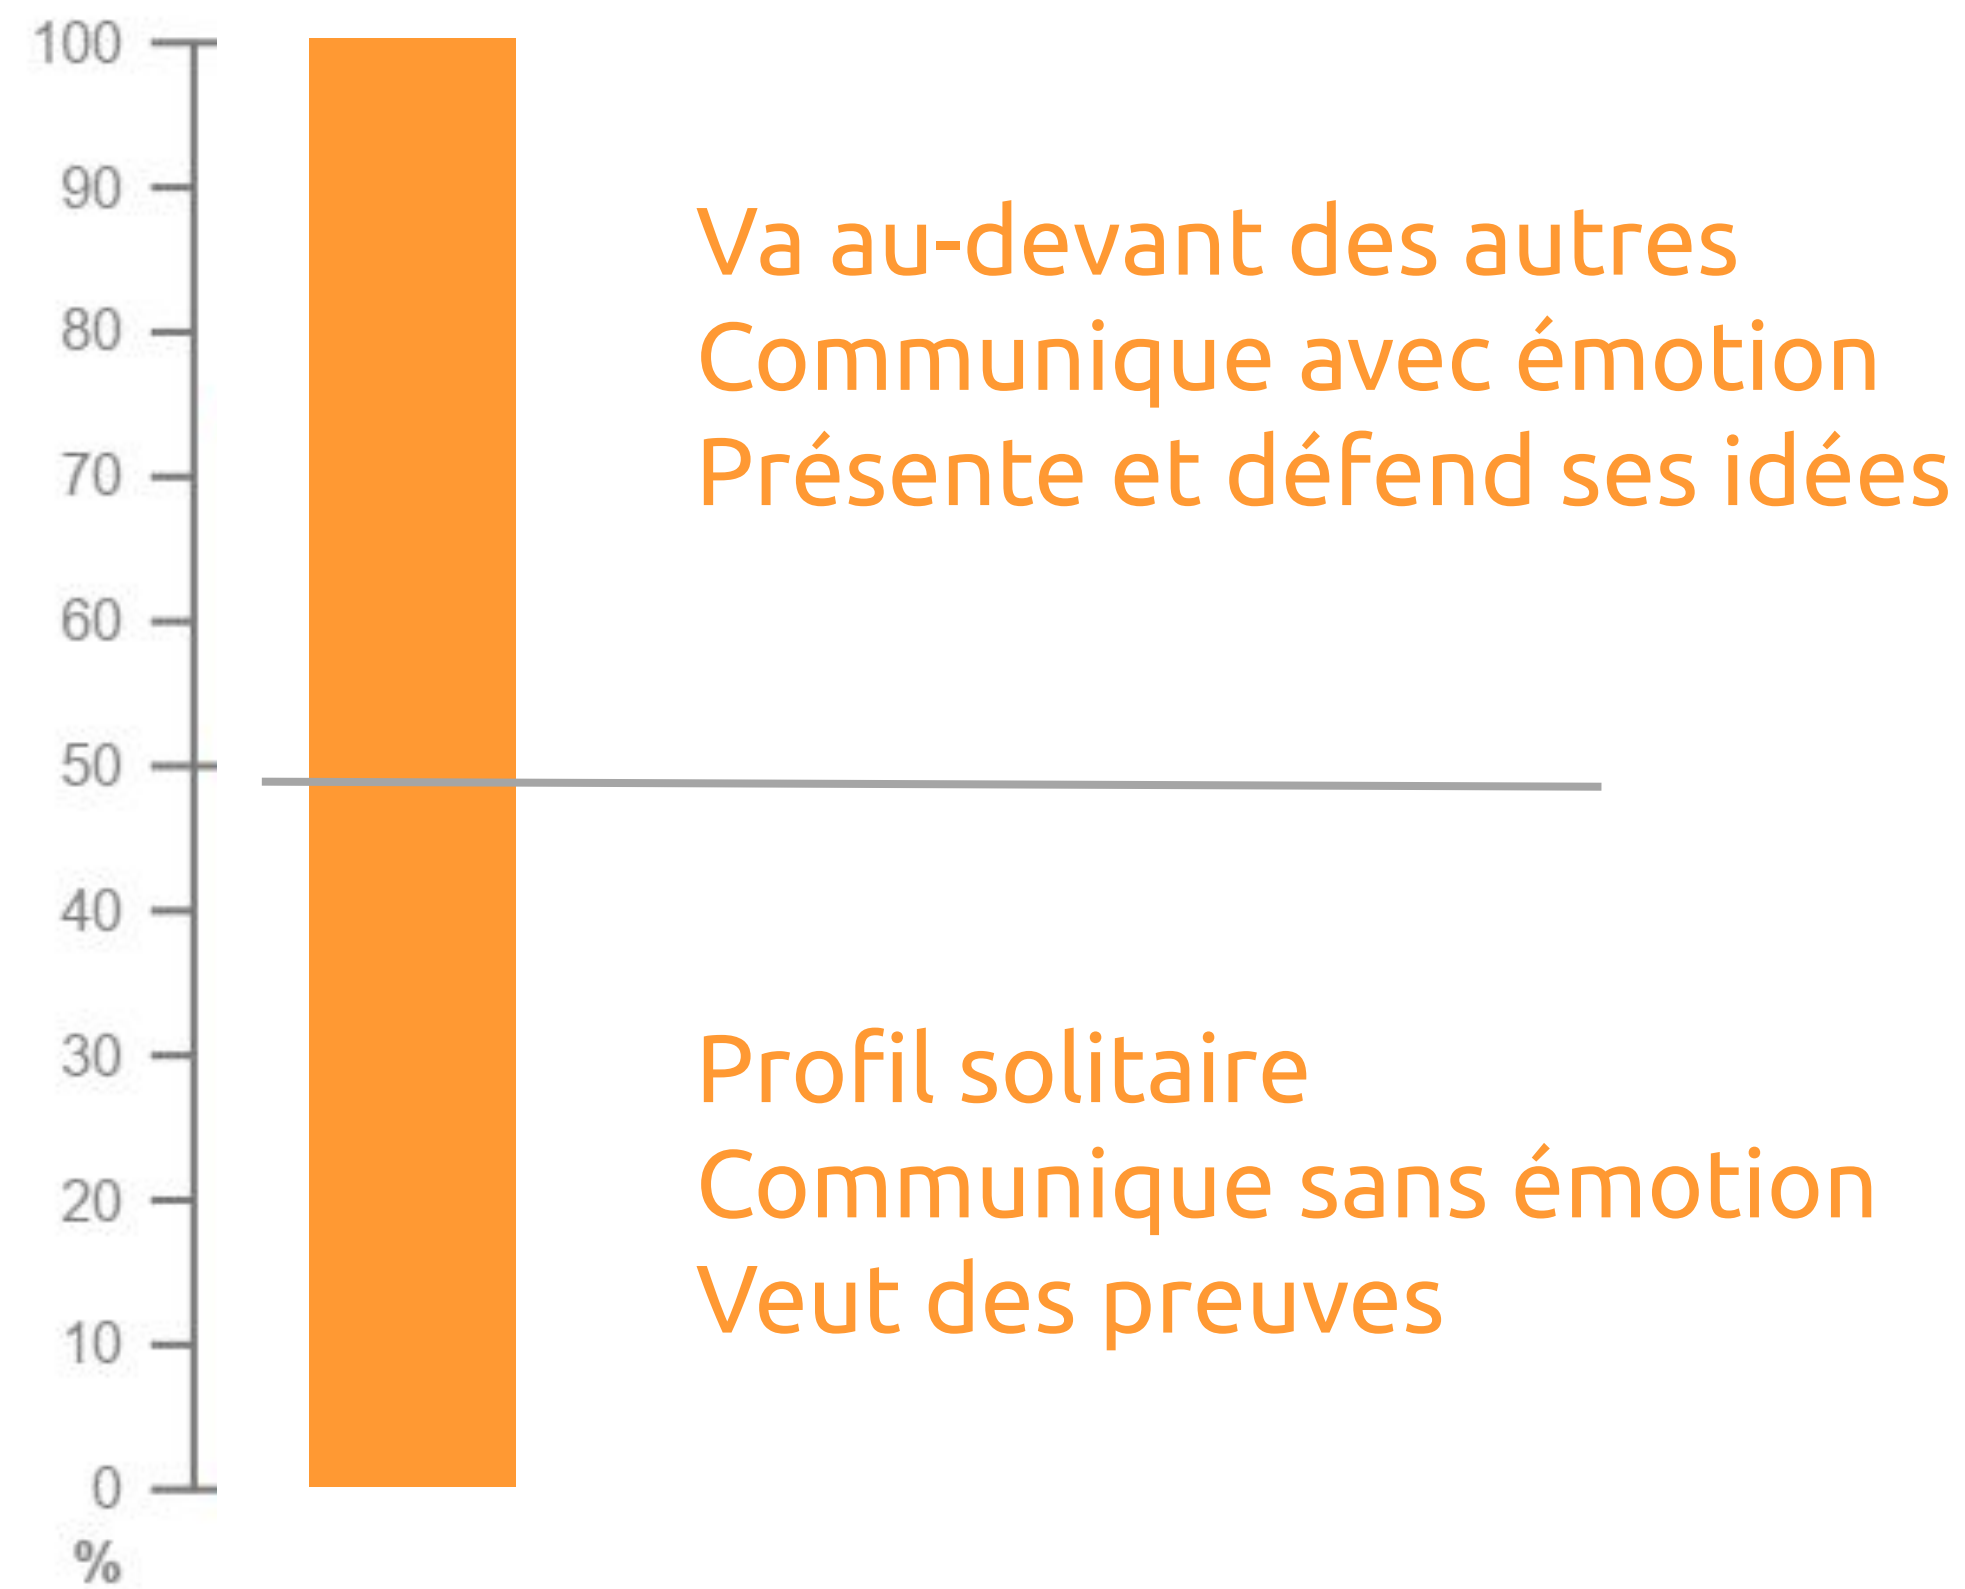 100
90
Va au-devant des autres
80
Communique avec émotion
70
Présente et défend ses idées
60
50
40
30
Profil solitaire
20
Communique sans émotion
Veut des preuves
10
0
%